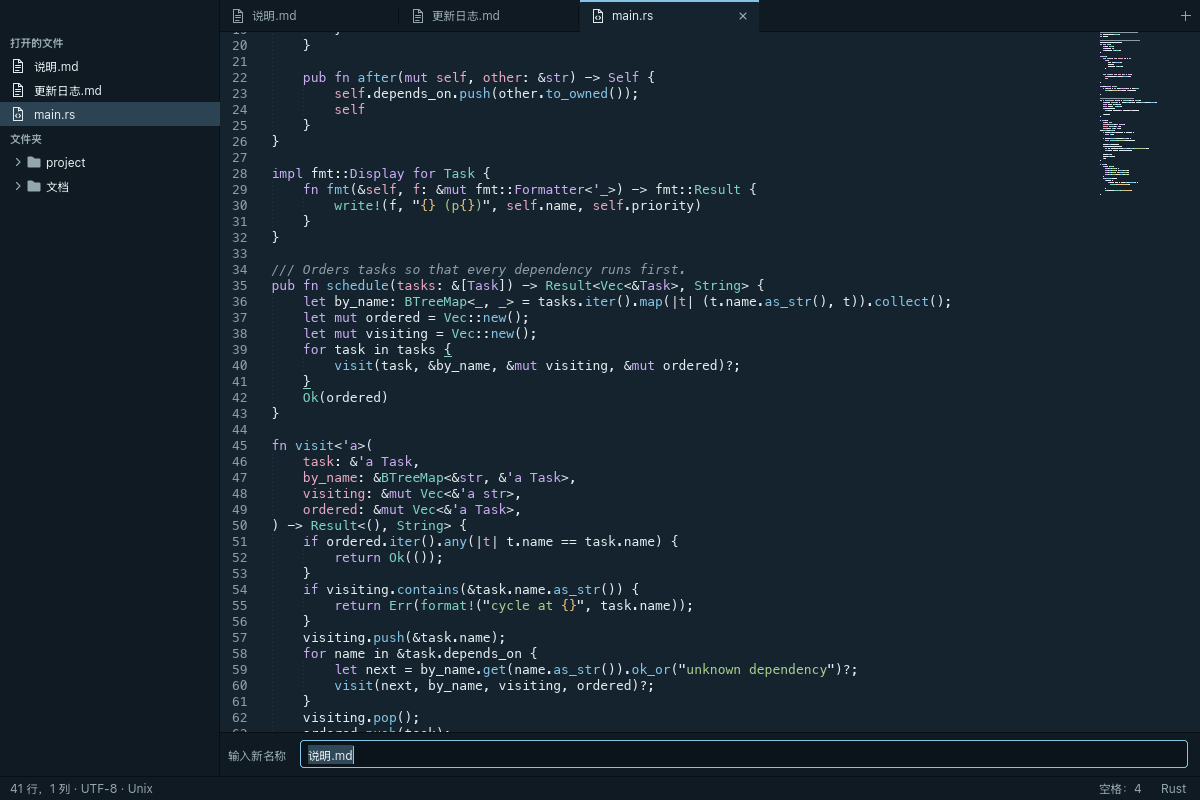 说明.md
更新日志.md
main.rs
打开的文件
说明.md
更新日志.md
main.rs
文件夹
project
文档
20     }
21
22     pub fn after(mut self, other: &str) -> Self {
23         self.depends_on.push(other.to_owned());
24         self
25     }
26 }
27
28 impl fmt::Display for Task {
29     fn fmt(&self, f: &mut fmt::Formatter<'_>) -> fmt::Result {
30         write!(f, "{} (p{})", self.name, self.priority)
31     }
32 }
33
34 /// Orders tasks so that every dependency runs first.
35 pub fn schedule(tasks: &[Task]) -> Result<Vec<&Task>, String> {
36     let by_name: BTreeMap<_, _> = tasks.iter().map(|t| (t.name.as_str(), t)).collect();
37     let mut ordered = Vec::new();
38     let mut visiting = Vec::new();
39     for task in tasks {
40         visit(task, &by_name, &mut visiting, &mut ordered)?;
41     }
42     Ok(ordered)
43 }
44
45 fn visit<'a>(
46     task: &'a Task,
47     by_name: &BTreeMap<&str, &'a Task>,
48     visiting: &mut Vec<&'a str>,
49     ordered: &mut Vec<&'a Task>,
50 ) -> Result<(), String> {
51     if ordered.iter().any(|t| t.name == task.name) {
52         return Ok(());
53     }
54     if visiting.contains(&task.name.as_str()) {
55         return Err(format!("cycle at {}", task.name));
56     }
57     visiting.push(&task.name);
58     for name in &task.depends_on {
59         let next = by_name.get(name.as_str()).ok_or("unknown dependency")?;
60         visit(next, by_name, visiting, ordered)?;
61     }
62     visiting.pop();
输入新名称 说明.md
41 行，1 列 · UTF-8 · Unix
空格：4 Rust